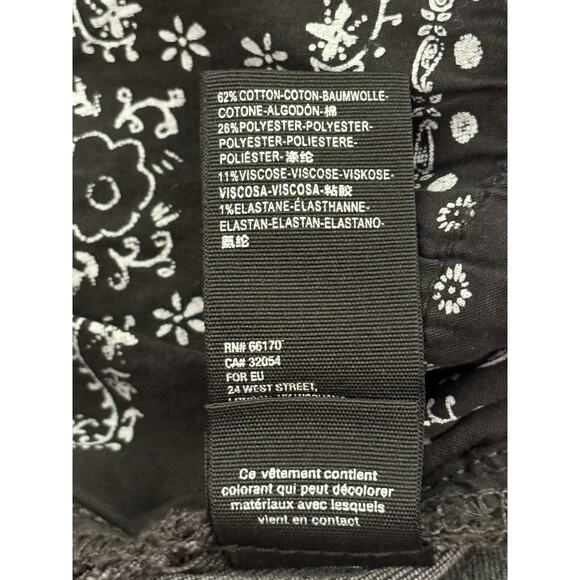 62% COTTON-COTON-BAUMWOLLE-
COTONE-ALGODÓN-棉
26%POLYESTER-POLYESTER-
POLYESTER-POLIESTERE-
POLIÉSTER-涤纶
11%VISCOSE-VISCOSE-VISKOSE-
VISCOSA-VISCOSA-粘胶
1%ELASTANE-ÉLASTHANNE-
ELASTAN-ELASTAN-ELASTANO-
氨纶
RN# 66170
CA# 32054
FOR EU
24 WEST STREET,
Ce vêtement contient
colorant qui peut décolorer
matériaux avec lesquels
vient en contact